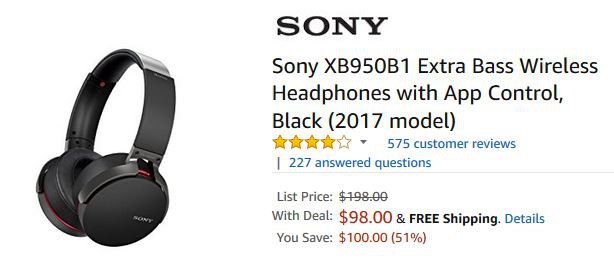 SONY
Sony XB950B1 Extra Bass Wireless
Headphones with App Control,
Black (2017 model)
575 customer reviews
| 227 answered questions
List Price: $198.00
With Deal: $98.00 & FREE Shipping. Details
You Save: $100.00 (51%)
SONY